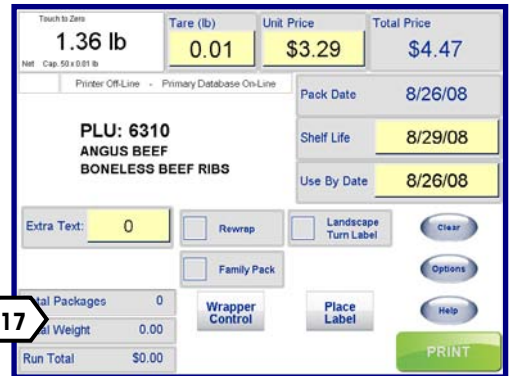 Touch to Zero
1.36 lb
Net Cap. 50 x 0.01 lb
Tare (lb)
0.01
Unit Price
$3.29
Total Price
$4.47
Printer Off-Line - Primary Database On-Line
PLU: 6310
ANGUS BEEF
BONELESS BEEF RIBS
Pack Date 8/26/08
Shelf Life 8/29/08
Use By Date 8/26/08
Extra Text: 0
Rewrap
Landscape
Turn Label
Clear
Family Pack
Options
Total Packages 0
17
Weight 0.00
Run Total $0.00
Wrapper
Control
Place
Label
Help
PRINT